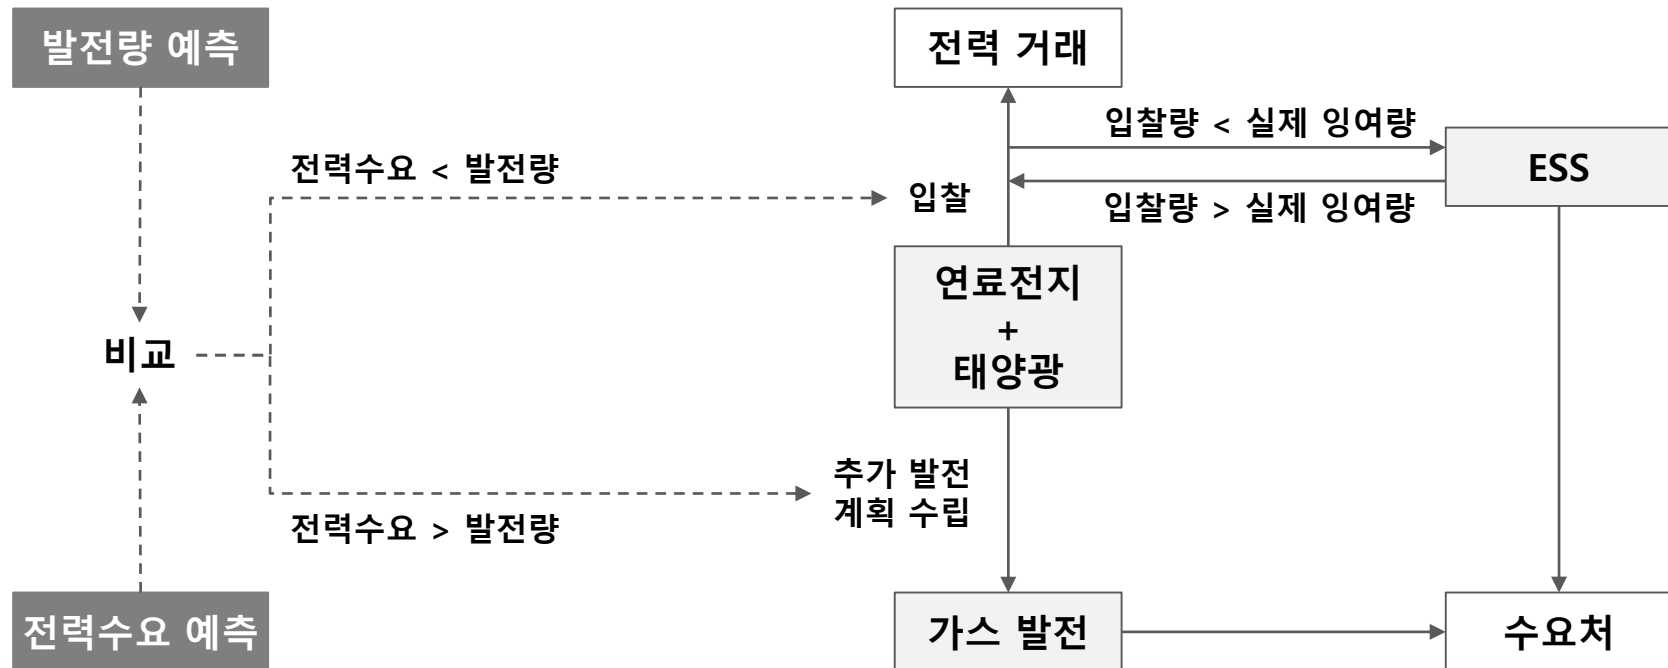 발전량 예측
전력 거래
입찰량 < 실제 잉여량
전력수요 < 발전량
ESS
입찰
입찰량 > 실제 잉여량
연료전지
+
태양광
비교
추가 발전
계획 수립
전력수요 > 발전량
전력수요 예측
가스 발전
수요처